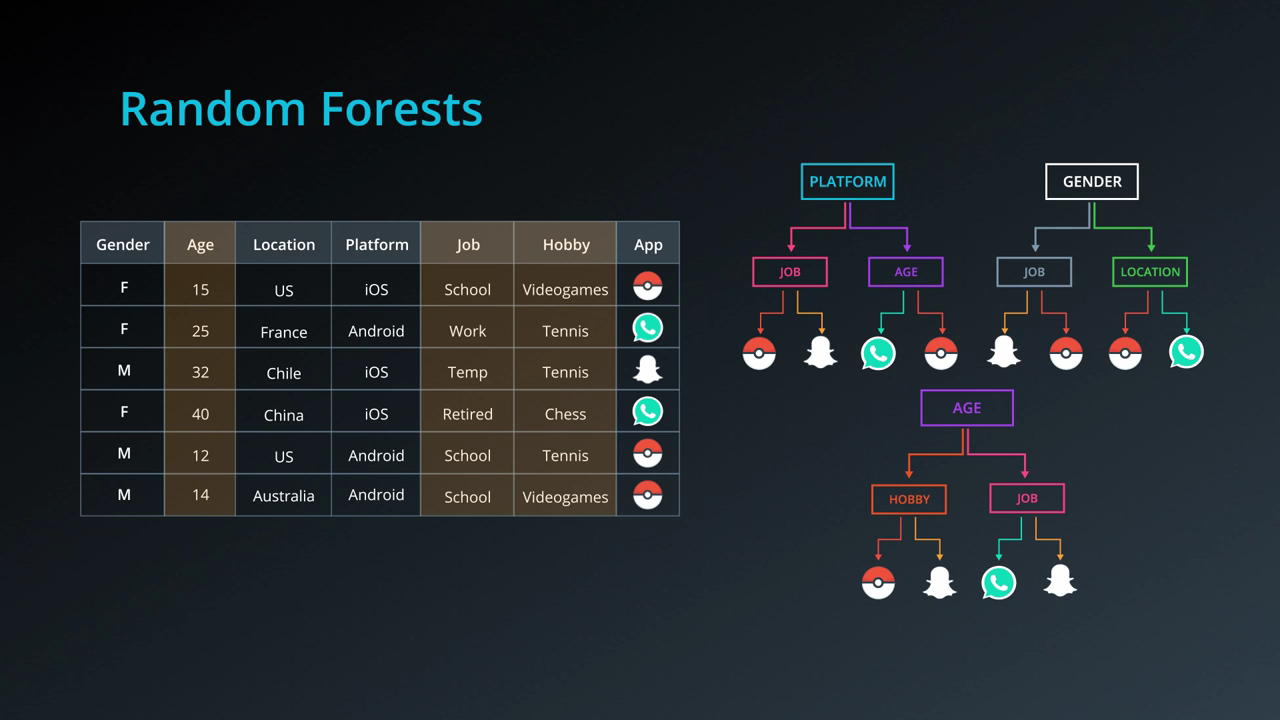 Random Forests
Gender Age Location Platform Job Hobby App
F 15 US iOS School Videogames
F 25 France Android Work Tennis
M 32 Chile iOS Temp Tennis
F 40 China iOS Retired Chess
M 12 US Android School Tennis
M 14 Australia Android School Videogames
PLATFORM GENDER
JOB AGE JOB LOCATION
AGE
HOBBY JOB